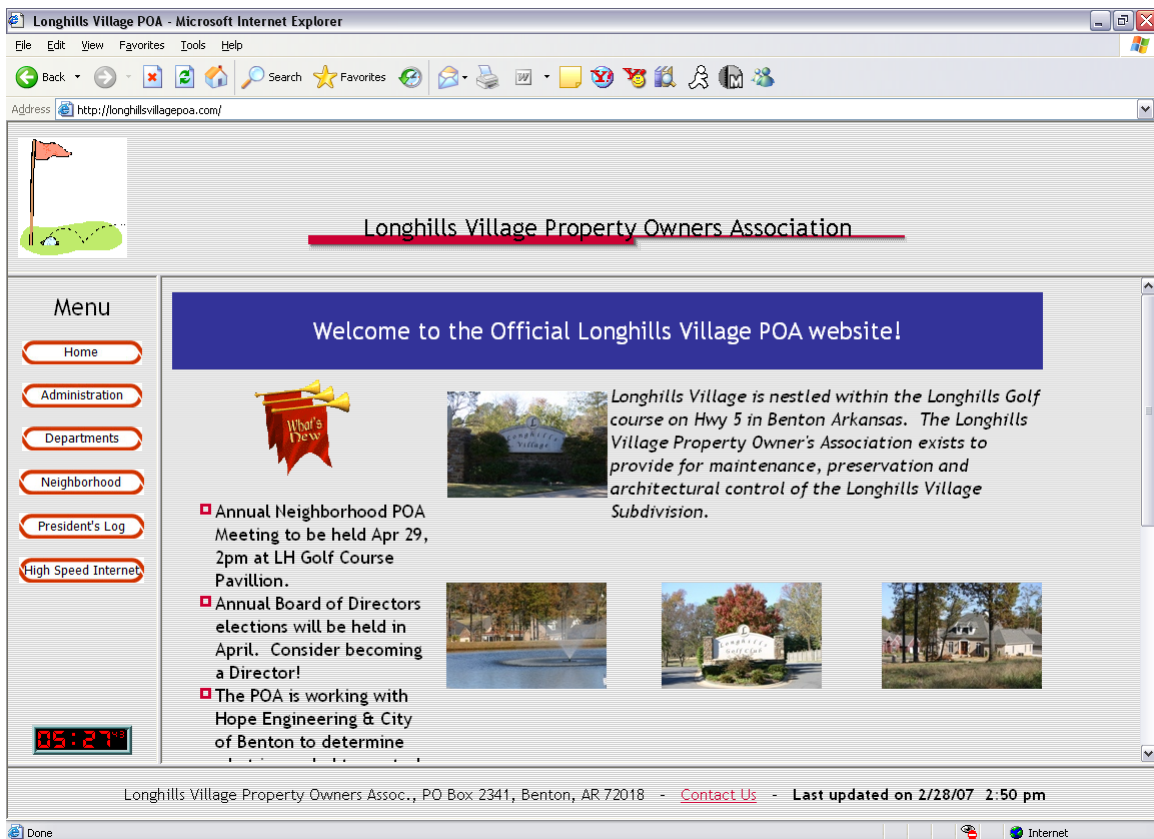 Longhills Village POA - Microsoft Internet Explorer
File Edit View Favorites Tools Help
Back Search Favorites
Address http://longhillsvillagepoa.com/
Longhills Village Property Owners Association
Menu
Home
Administration
Departments
Neighborhood
President's Log
High Speed Internet
05:27 43
Welcome to the Official Longhills Village POA website!
What's New
Annual Neighborhood POA
Meeting to be held Apr 29,
2pm at LH Golf Course
Pavillion.
Annual Board of Directors
elections will be held in
April. Consider becoming
a Director!
The POA is working with
Hope Engineering & City
of Benton to determine
Longhills
Village
Longhills Village is nestled within the Longhills Golf
course on Hwy 5 in Benton Arkansas. The Longhills
Village Property Owner's Association exists to
provide for maintenance, preservation and
architectural control of the Longhills Village
Subdivision.
Longhills
Golf Club
Longhills Village Property Owners Assoc., PO Box 2341, Benton, AR 72018 - Contact Us - Last updated on 2/28/07 2:50 pm
Done Internet